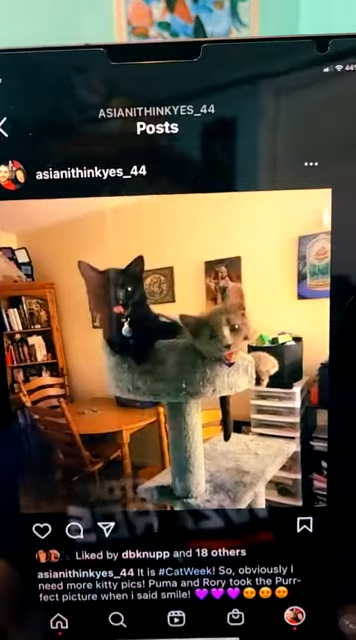 44%
ASIANITHINKYES_44
Posts
asianithinkyes_44
Liked by dbknupp and 18 others
asianithinkyes_44 It is #CatWeek! So, obviously I
need more kitty pics! Puma and Rory took the Purr-
fect picture when i said smile! 💜💜💜😍😍😍